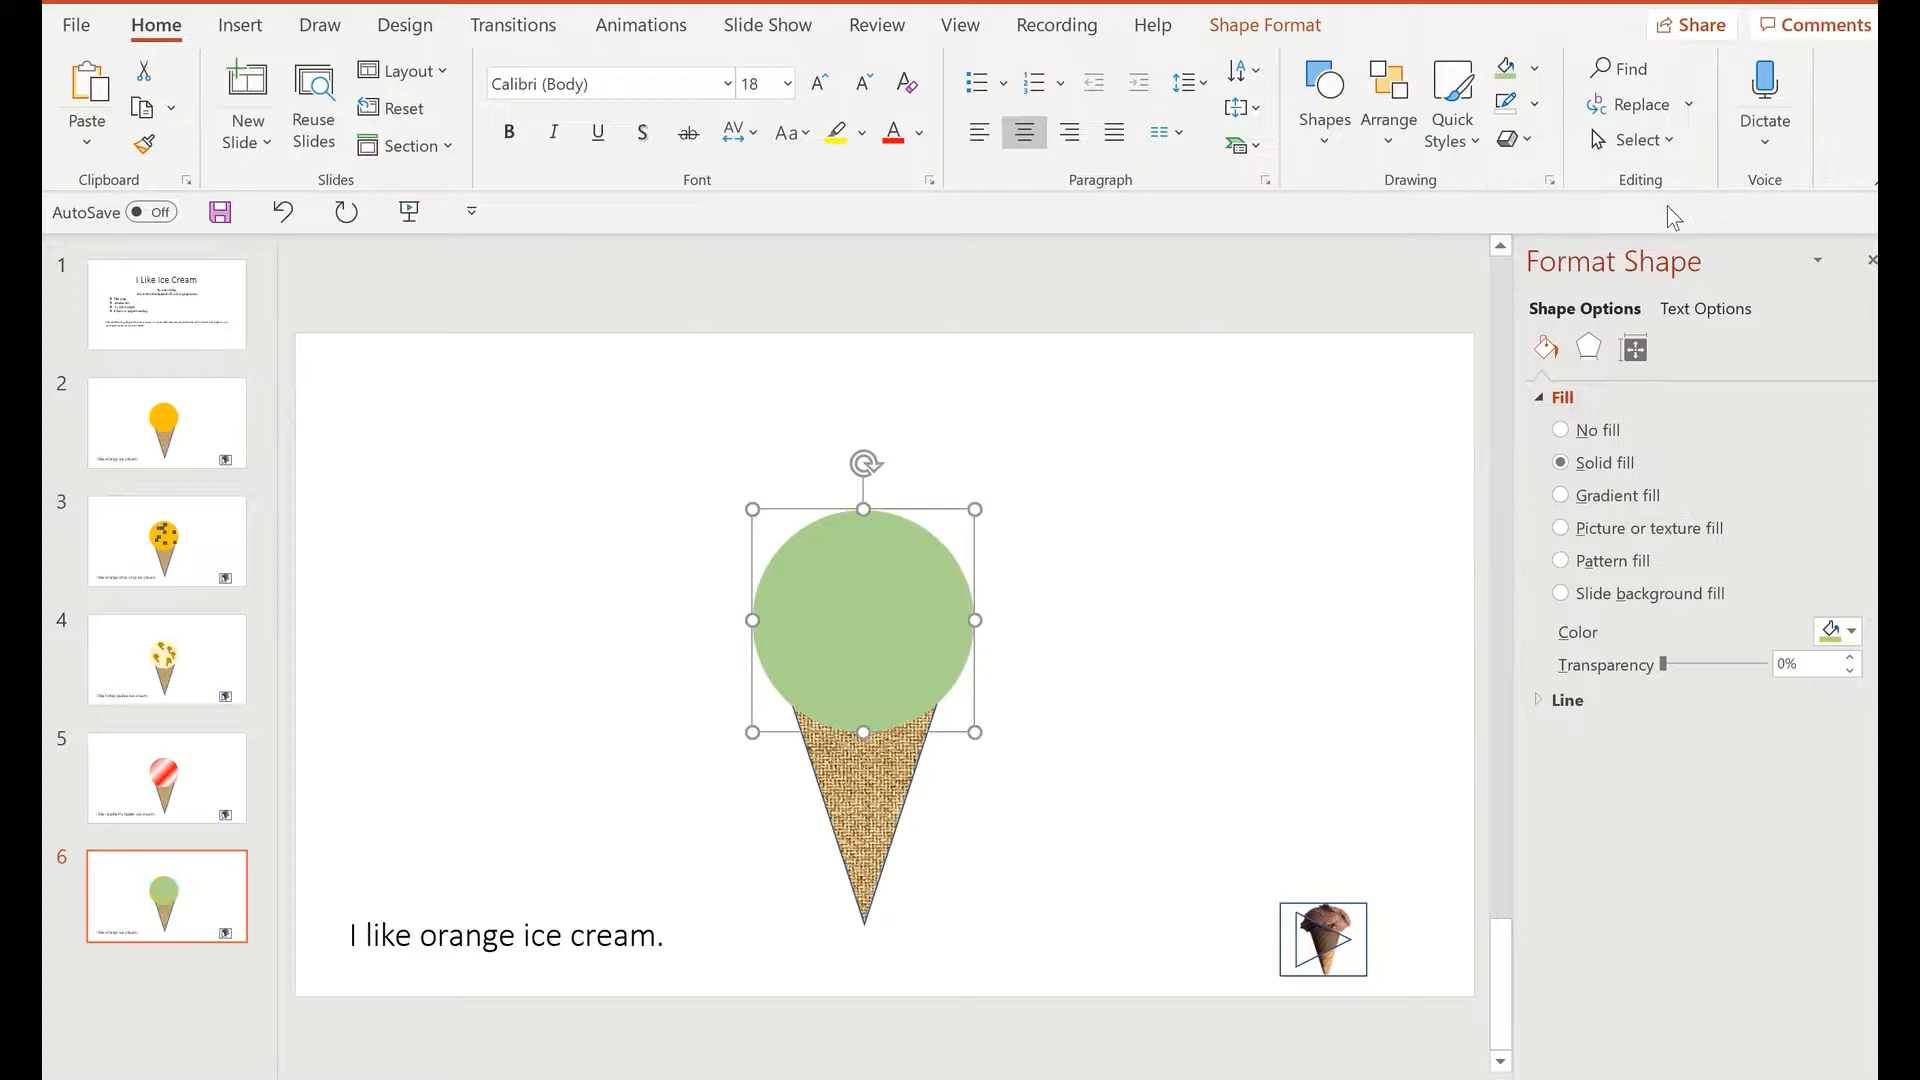 File Home Insert Draw Design Transitions Animations Slide Show Review View Recording Help Shape Format Share Comments
Paste
Clipboard
New Slide
Reuse Slides
Layout
Reset
Section
Slides
Calibri (Body) 18
B I U S ab AV Aa A
Font
Paragraph
Shapes Arrange Quick Styles
Drawing
Find
Replace
Select
Editing
Dictate
Voice
AutoSave Off
1
I Like Ice Cream
2
3
4
5
6
I like orange ice cream.
Format Shape
Shape Options Text Options
Fill
No fill
Solid fill
Gradient fill
Picture or texture fill
Pattern fill
Slide background fill
Color
Transparency 0%
Line